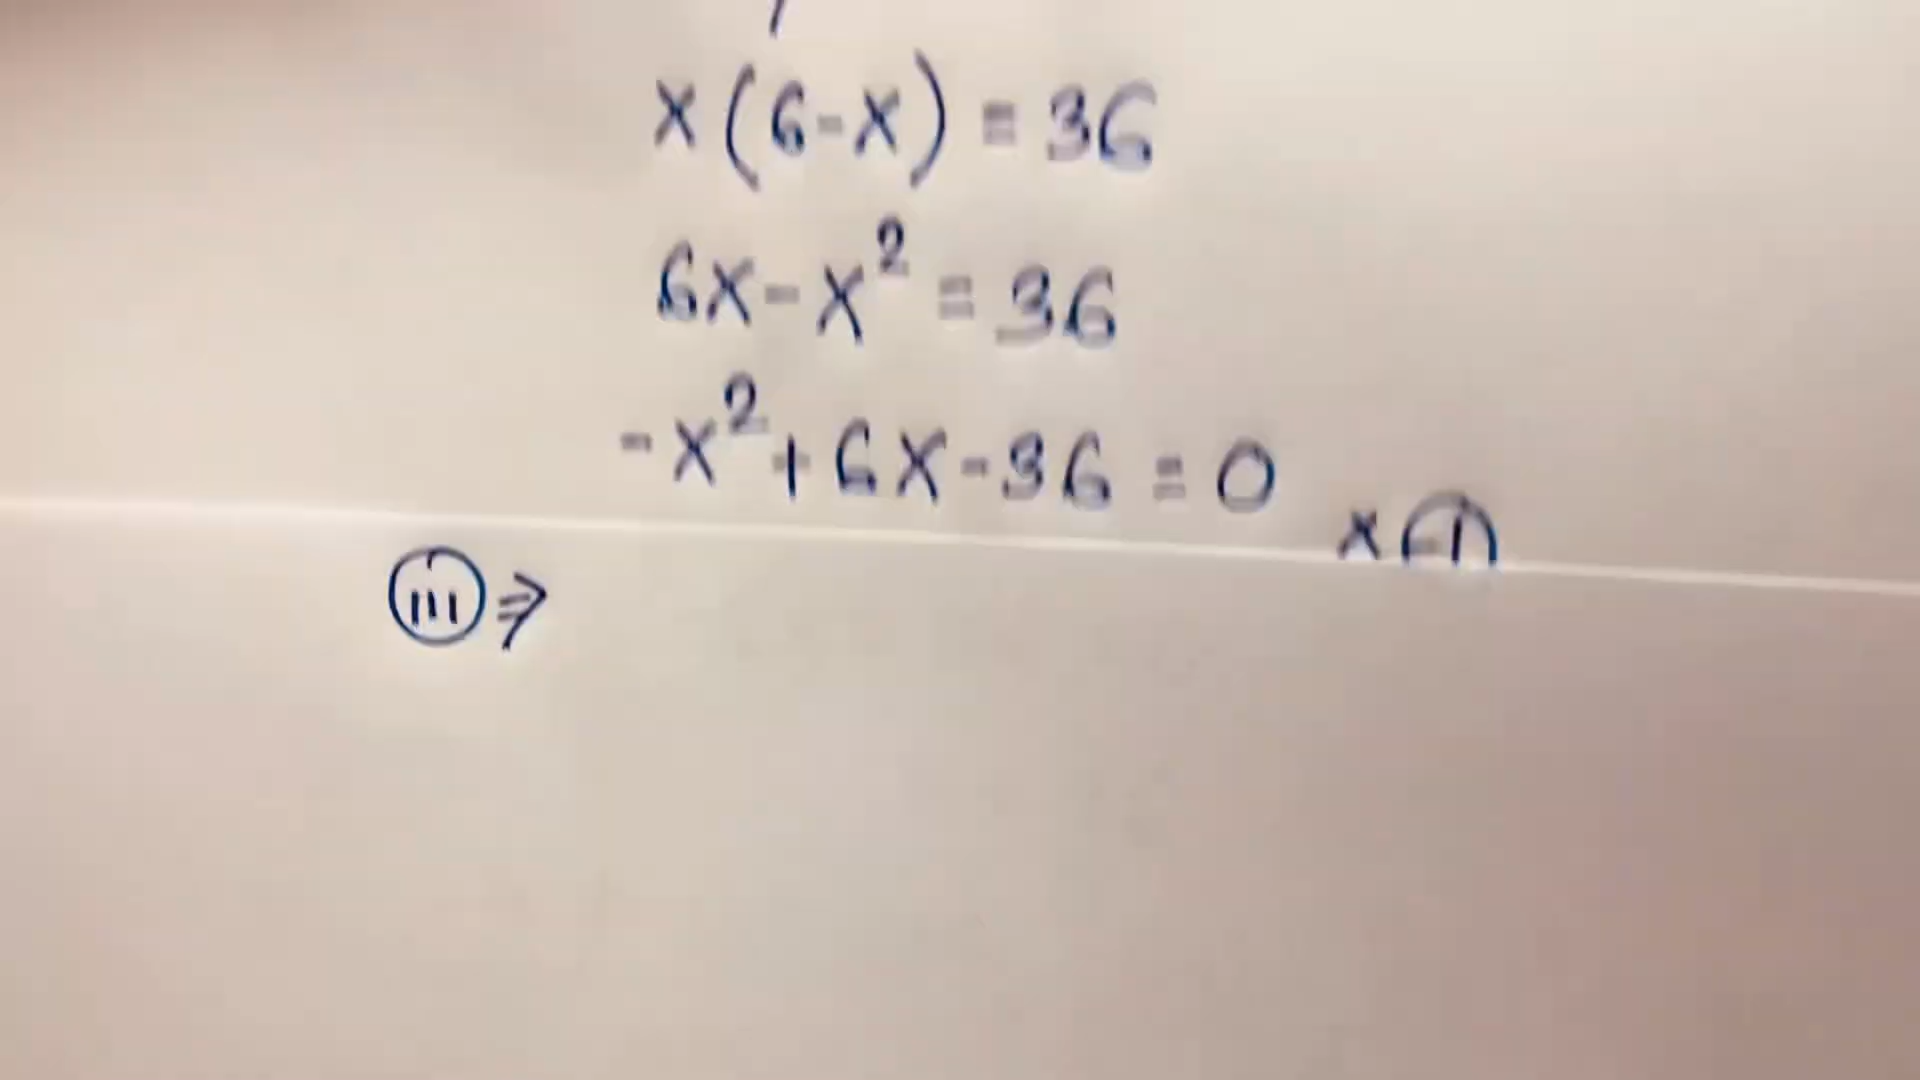 x(6-x) = 36
6x-x² = 36
-x²+6x-36 = 0 x(-1)
(iii) ⇒